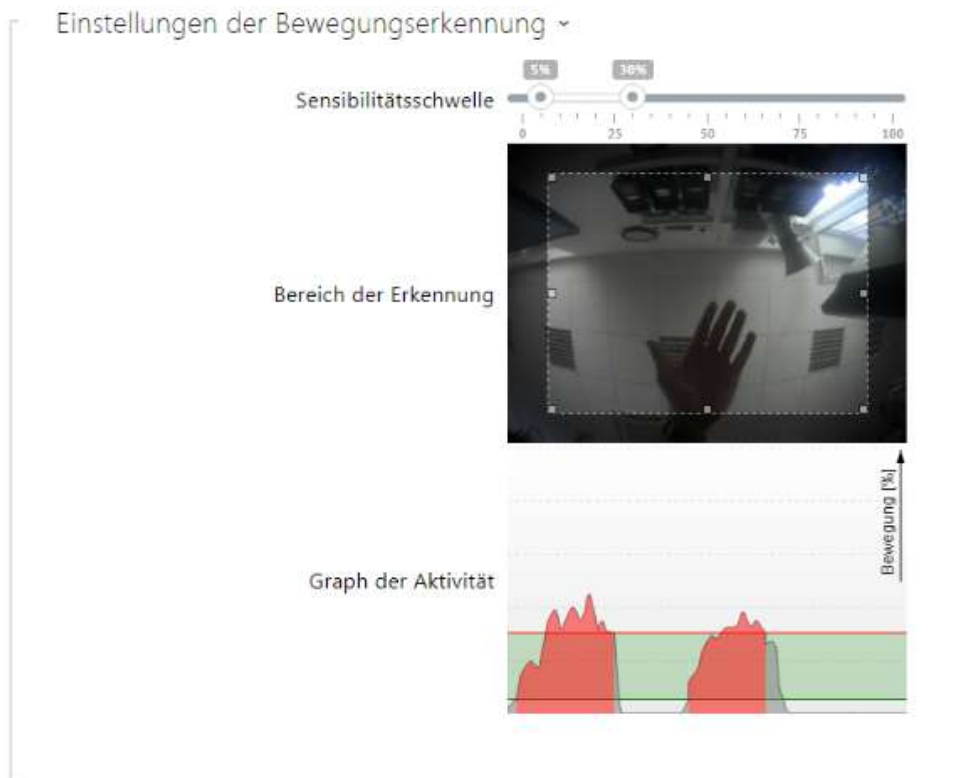 Einstellungen der Bewegungserkennung
5% 30%
Sensibilitätsschwelle
0 25 50 75 100
Bereich der Erkennung
Bewegung [%]
Graph der Aktivität